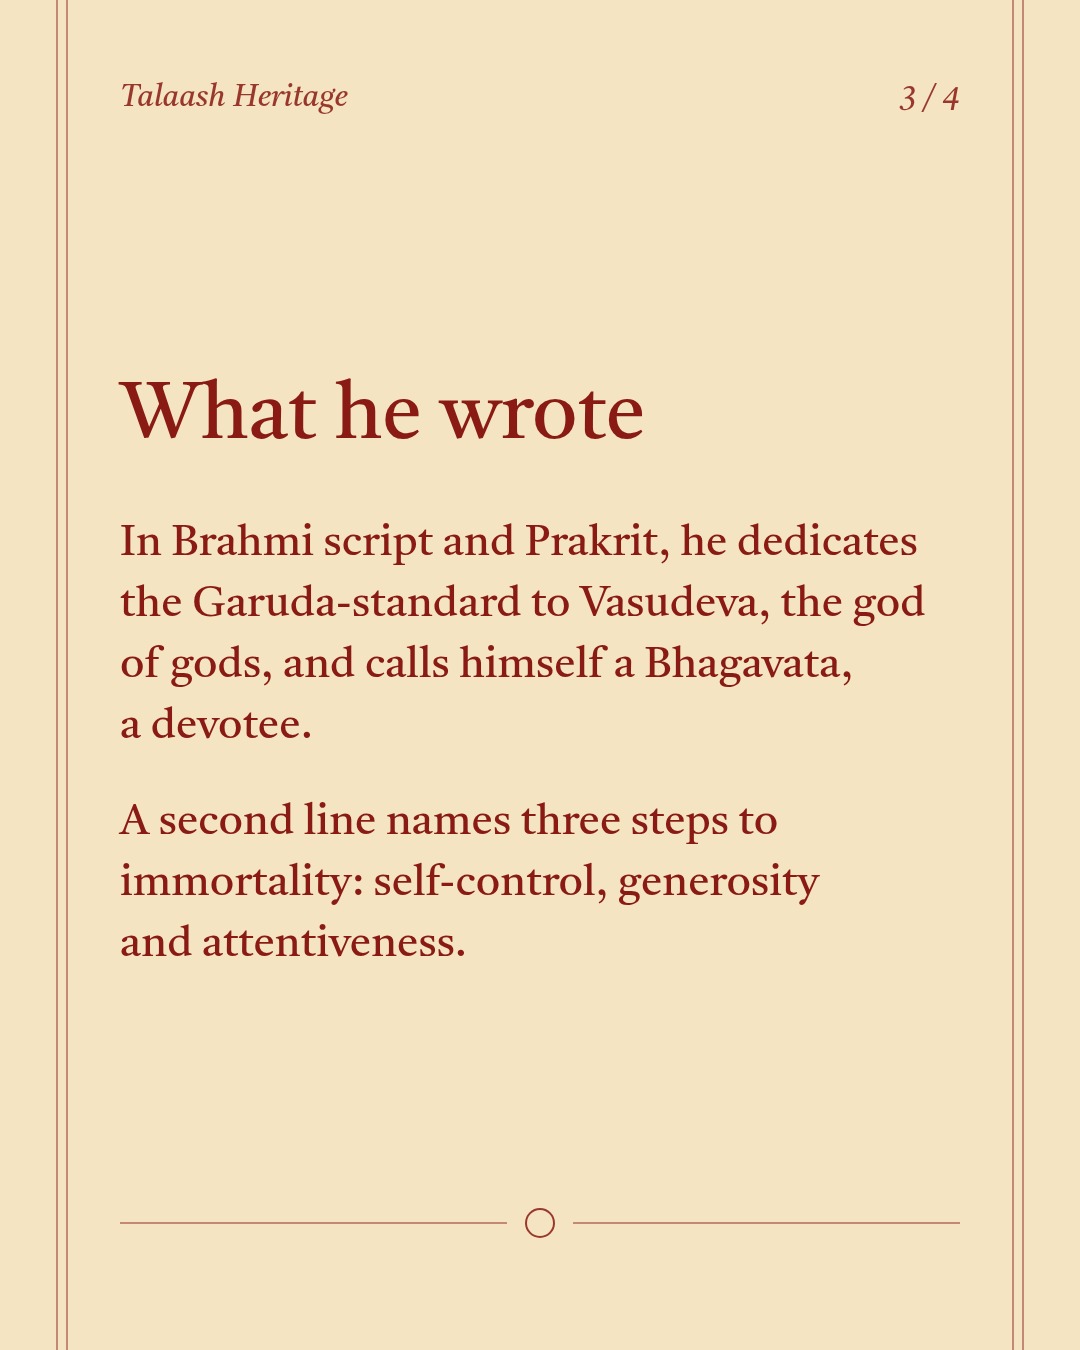 Talaash Heritage
3 / 4
What he wrote
In Brahmi script and Prakrit, he dedicates
the Garuda-standard to Vasudeva, the god
of gods, and calls himself a Bhagavata,
a devotee.
A second line names three steps to
immortality: self-control, generosity
and attentiveness.